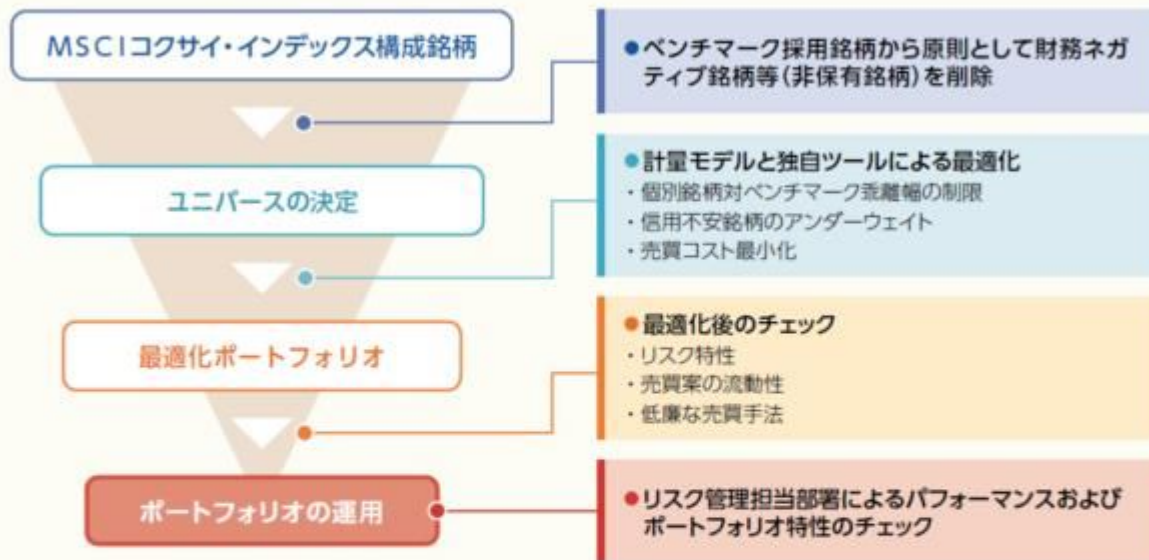 MSCIコクサイ・インデックス構成銘柄
●ベンチマーク採用銘柄から原則として財務ネガ
ティブ銘柄等(非保有銘柄)を削除
ユニバースの決定
●計量モデルと独自ツールによる最適化
・個別銘柄対ベンチマーク乖離幅の制限
・信用不安銘柄のアンダーウェイト
・売買コスト最小化
最適化ポートフォリオ
●最適化後のチェック
・リスク特性
・売買案の流動性
・低廉な売買手法
ポートフォリオの運用
●リスク管理担当部署によるパフォーマンスおよび
ポートフォリオ特性のチェック